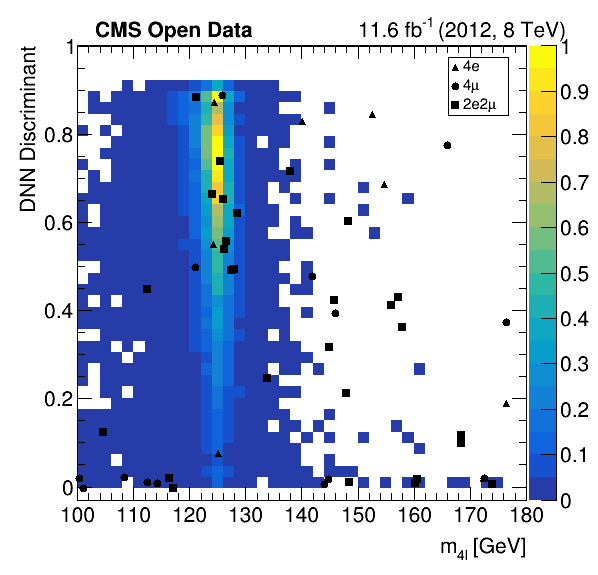 CMS Open Data 11.6 fb⁻¹ (2012, 8 TeV)
DNN Discriminant
4e
4μ
2e2μ
1
0.8
0.6
0.4
0.2
0
100 110 120 130 140 150 160 170 180
m4l [GeV]
1
0.9
0.8
0.7
0.6
0.5
0.4
0.3
0.2
0.1
0